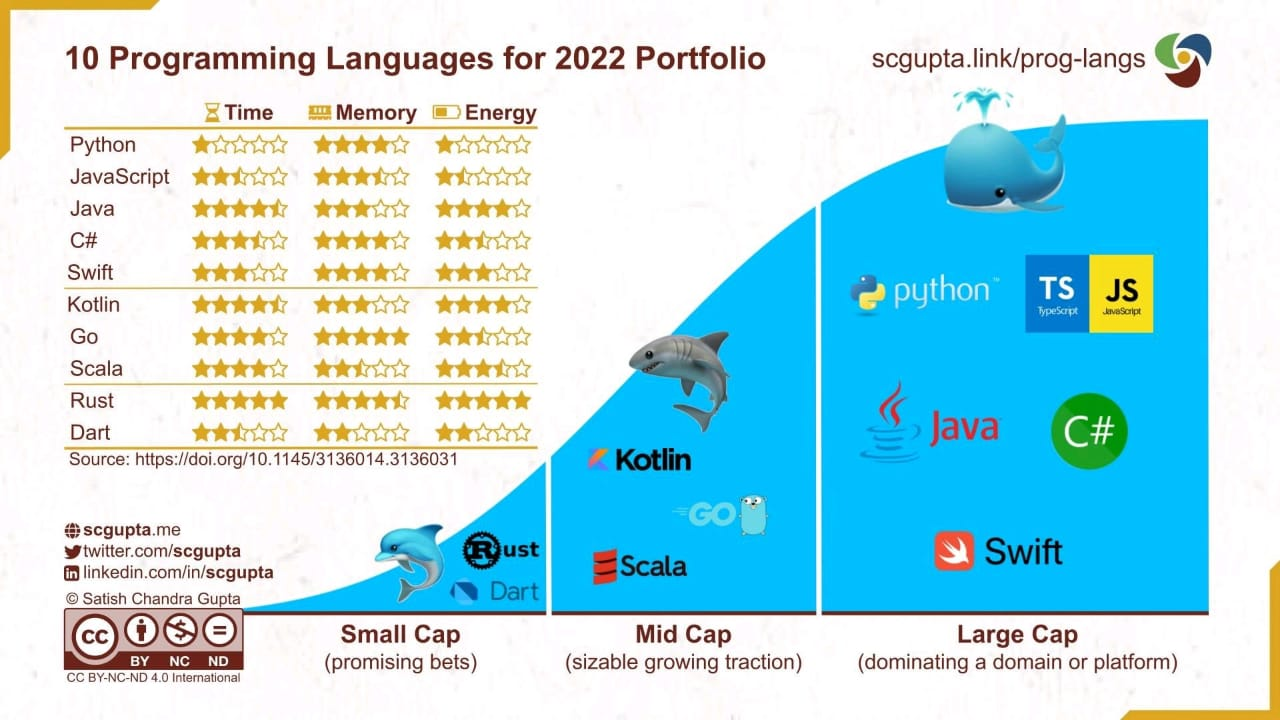 10 Programming Languages for 2022 Portfolio
scgupta.link/prog-langs
Time Memory Energy
Python
JavaScript
Java
C#
Swift
Kotlin
Go
Scala
Rust
Dart
Source: https://doi.org/10.1145/3136014.3136031
python™
TS
TypeScript
JS
JavaScript
Java
C#
Swift
Kotlin
GO
Scala
Rust
Dart
scgupta.me
twitter.com/scgupta
linkedin.com/in/scgupta
© Satish Chandra Gupta
cc
BY NC ND
CC BY-NC-ND 4.0 International
Small Cap
(promising bets)
Mid Cap
(sizable growing traction)
Large Cap
(dominating a domain or platform)